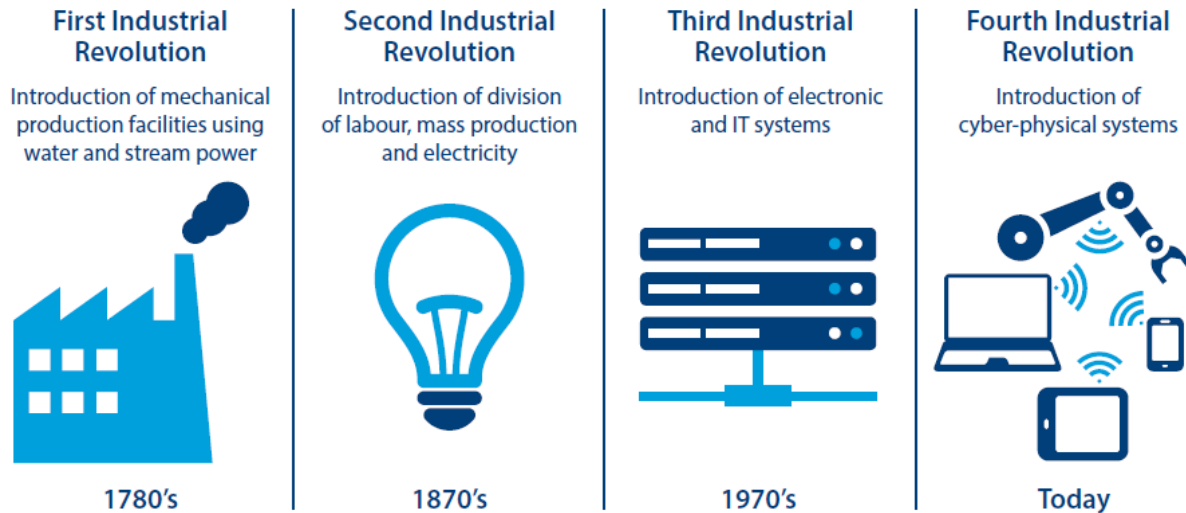 First Industrial
Revolution
Introduction of mechanical
production facilities using
water and stream power
1780's
Second Industrial
Revolution
Introduction of division
of labour, mass production
and electricity
1870's
Third Industrial
Revolution
Introduction of electronic
and IT systems
1970's
Fourth Industrial
Revolution
Introduction of
cyber-physical systems
Today